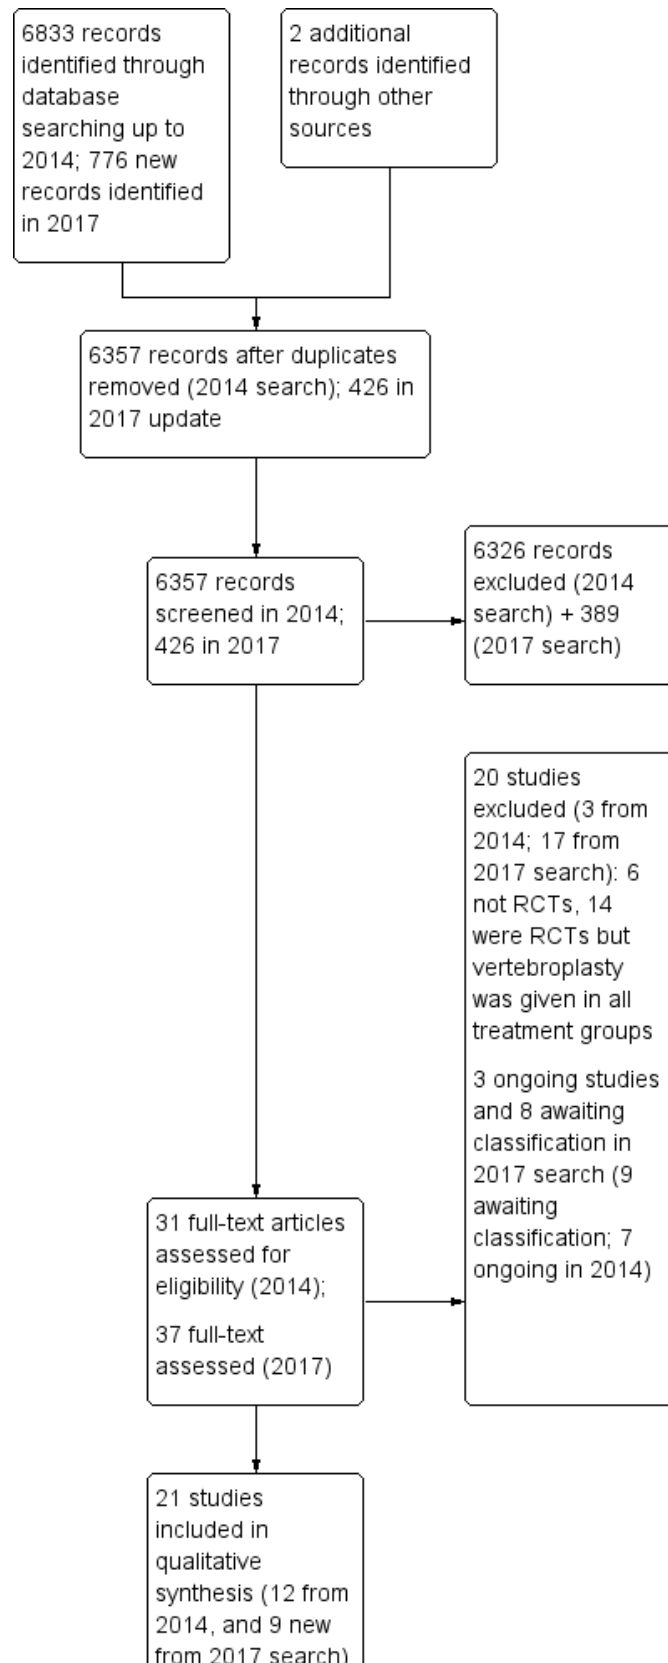 6833 records
identified through
database
searching up to
2014; 776 new
records identified
in 2017
2 additional
records identified
through other
sources
6357 records after duplicates
removed (2014 search); 426 in
2017 update
6357 records
screened in 2014;
426 in 2017
6326 records
excluded (2014
search) + 389
(2017 search)
20 studies
excluded (3 from
2014; 17 from
2017 search): 6
not RCTs, 14
were RCTs but
vertebroplasty
was given in all
treatment groups
3 ongoing studies
and 8 awaiting
classification in
2017 search (9
awaiting
classification; 7
ongoing in 2014)
31 full-text articles
assessed for
eligibility (2014);
37 full-text
assessed (2017)
21 studies
included in
qualitative
synthesis (12 from
2014, and 9 new
from 2017 search)